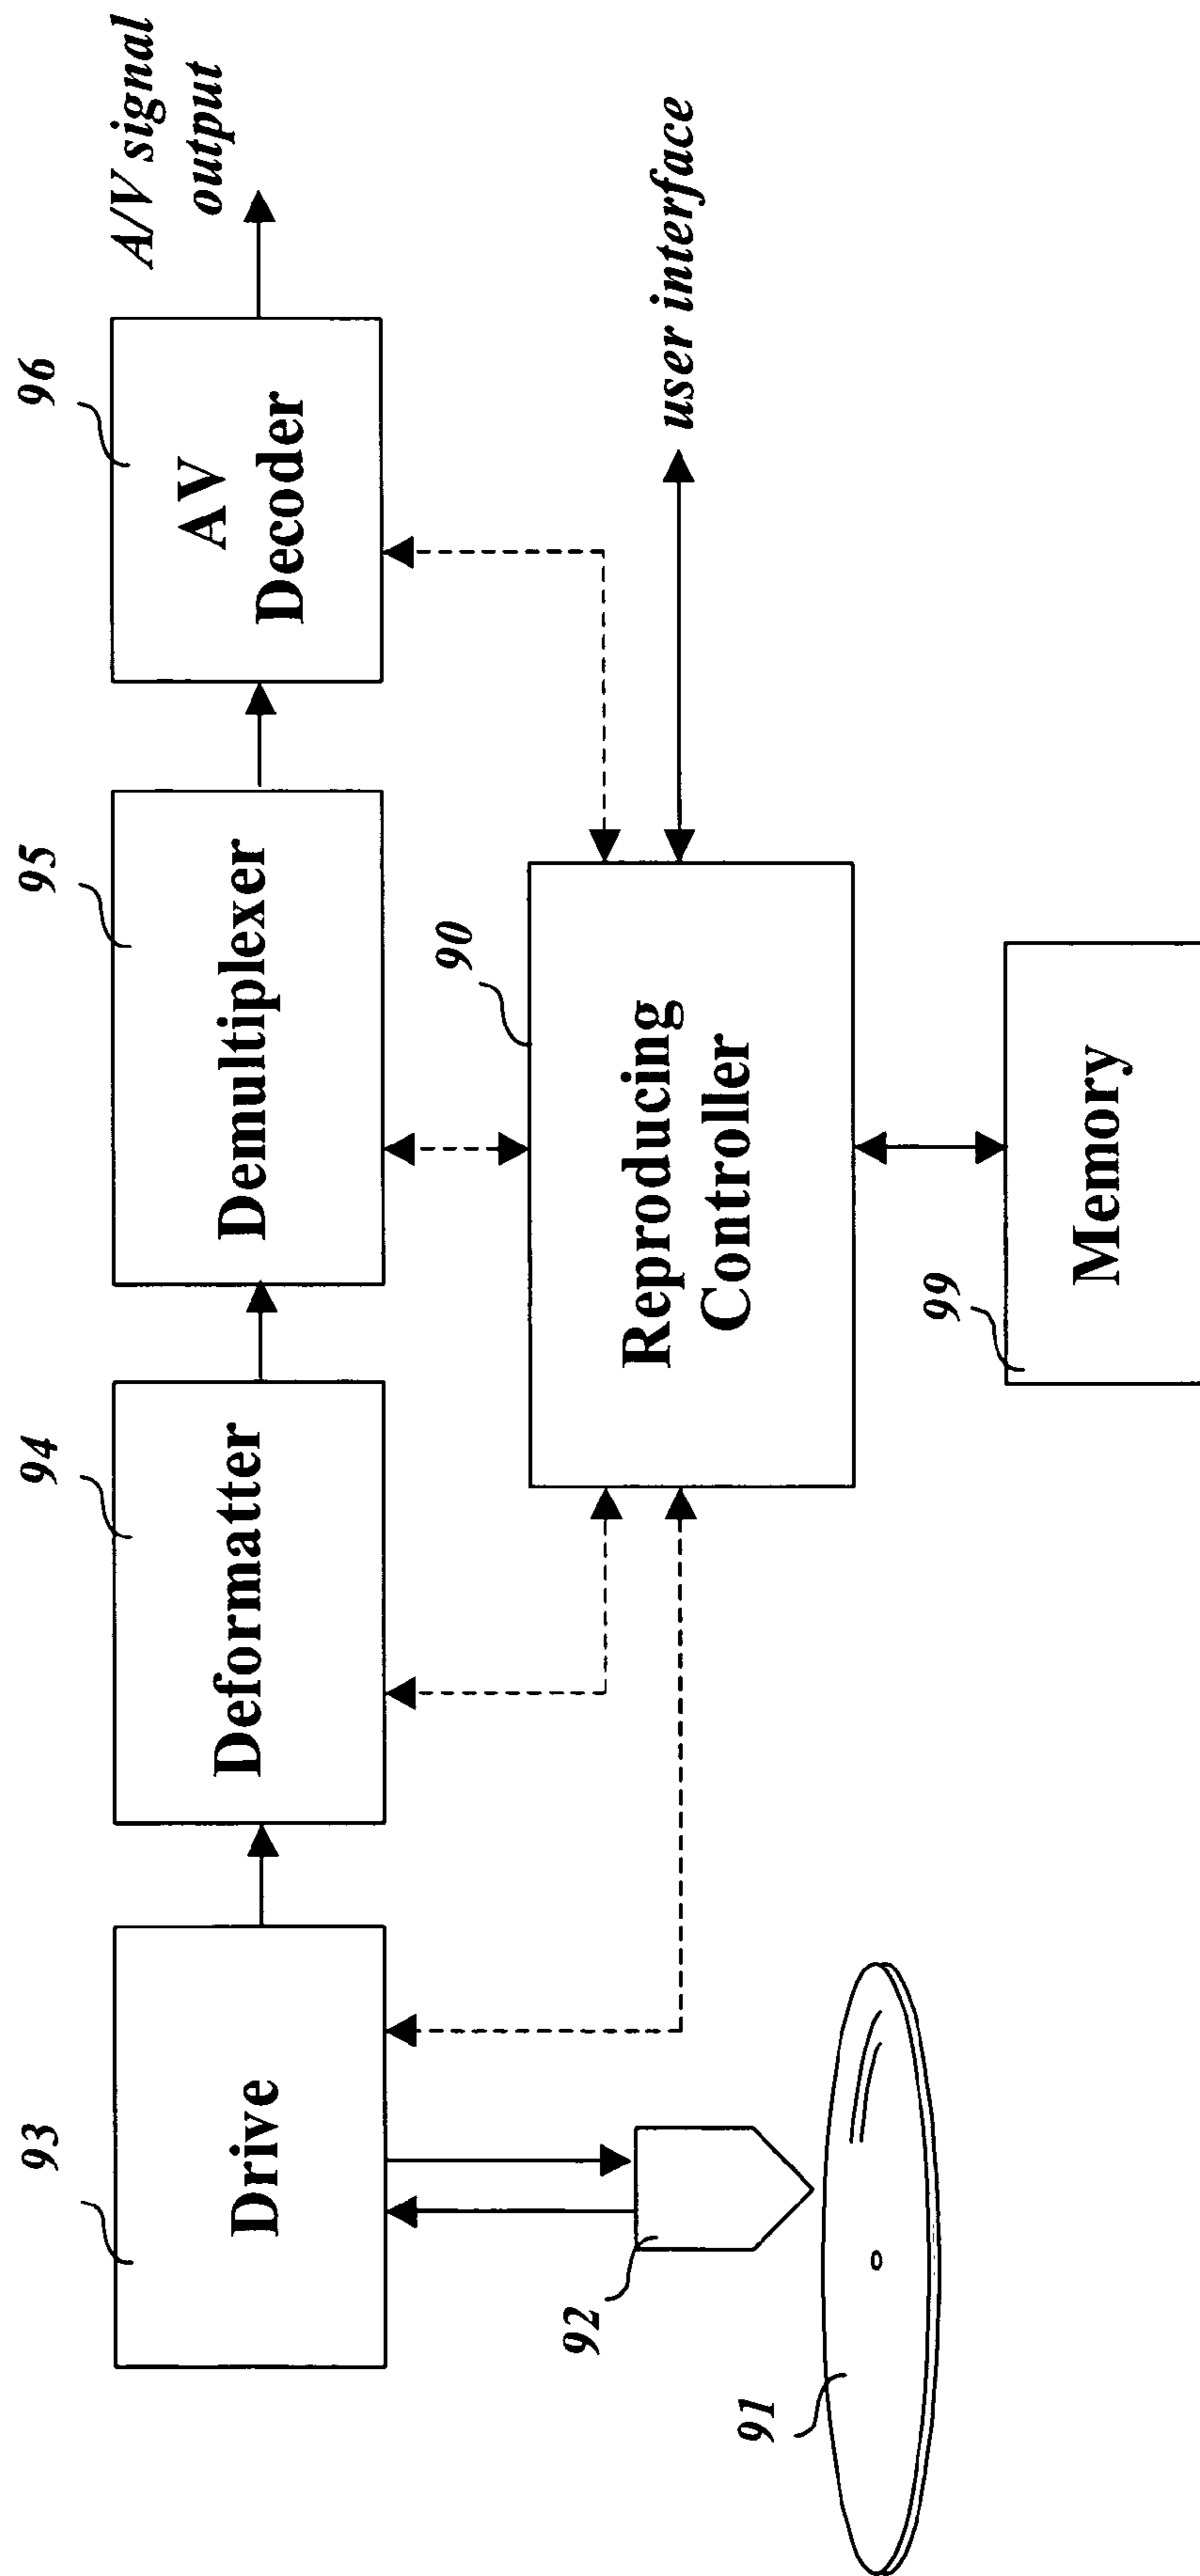 93
94
95
96
A/V signal
output
Drive
Deformatter
Demultiplexer
AV
Decoder
90
92
Reproducing
Controller
user interface
91
99
Memory